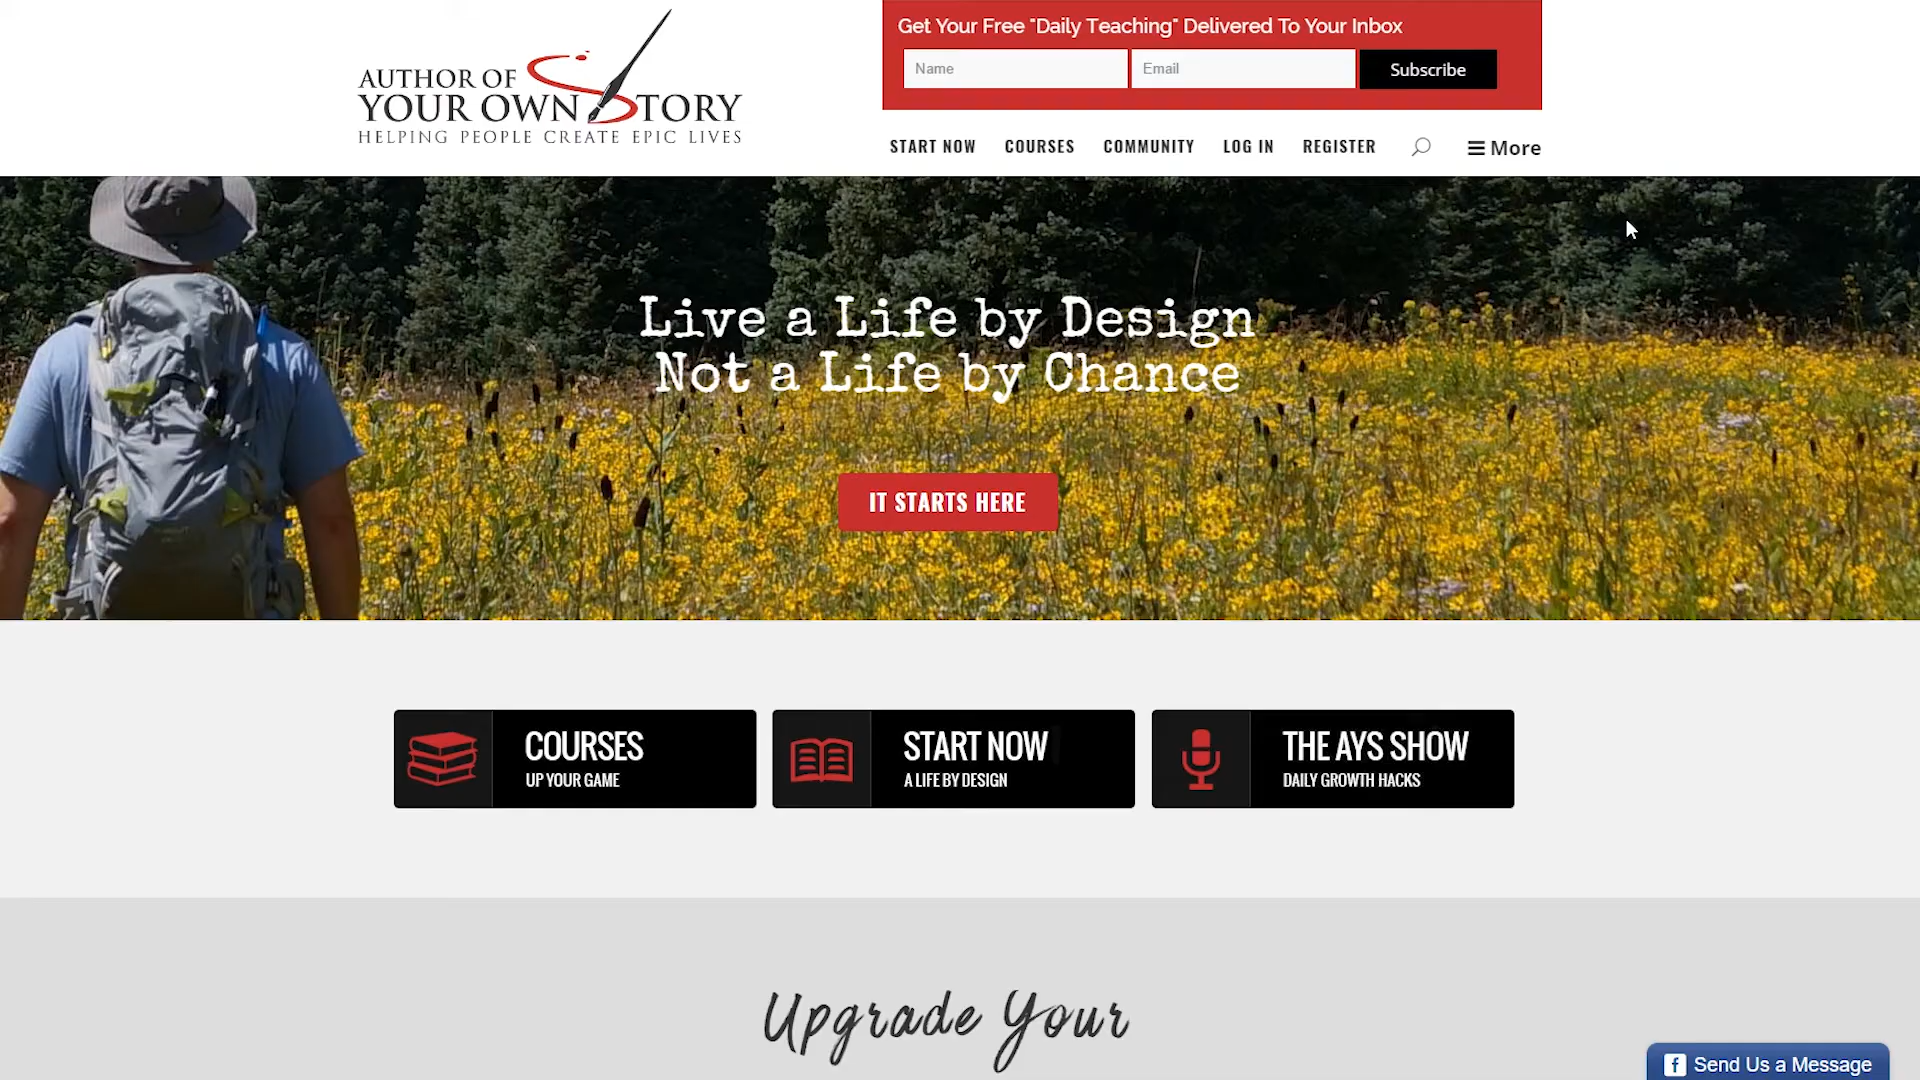 AUTHOR OF
YOUR OWN STORY
HELPING PEOPLE CREATE EPIC LIVES
Get Your Free "Daily Teaching" Delivered To Your Inbox
Name
Email
Subscribe
START NOW
COURSES
COMMUNITY
LOG IN
REGISTER
More
Live a Life by Design
Not a Life by Chance
IT STARTS HERE
COURSES
UP YOUR GAME
START NOW
A LIFE BY DESIGN
THE AYS SHOW
DAILY GROWTH HACKS
Upgrade Your
f Send Us a Message